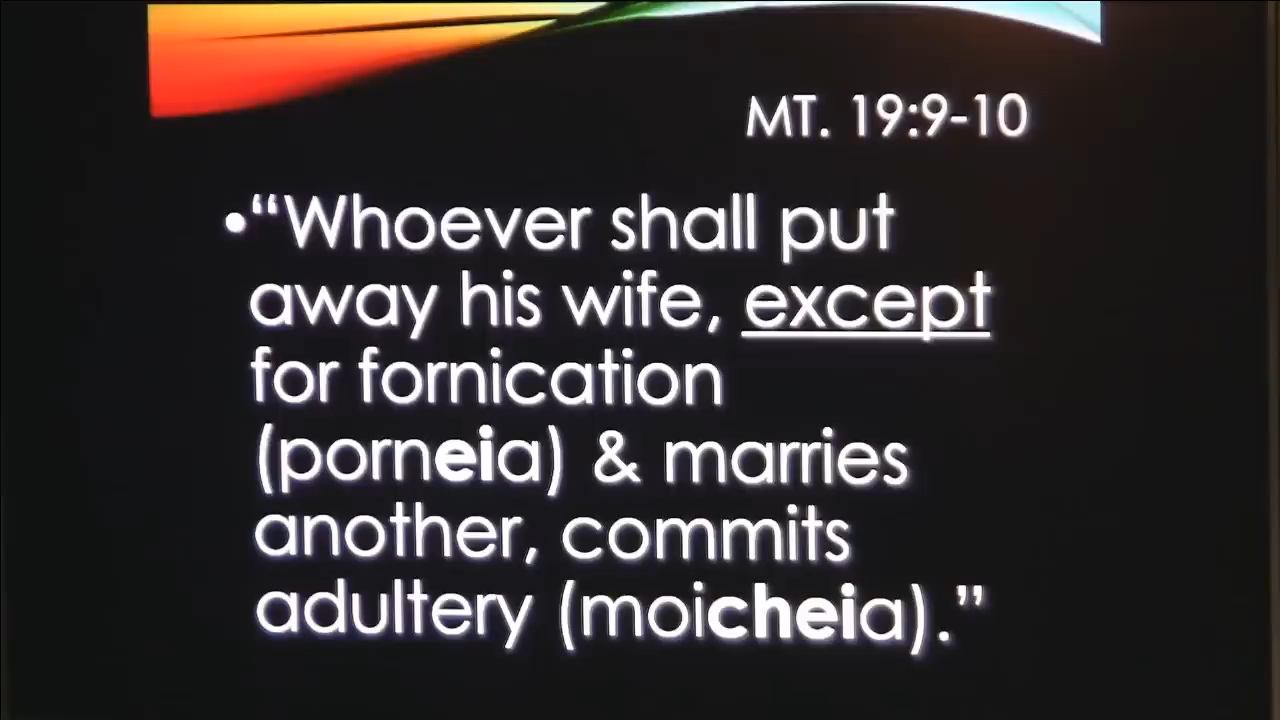 MT. 19:9-10
•“Whoever shall put
away his wife, except
for fornication
(porneia) & marries
another, commits
adultery (moicheia).”